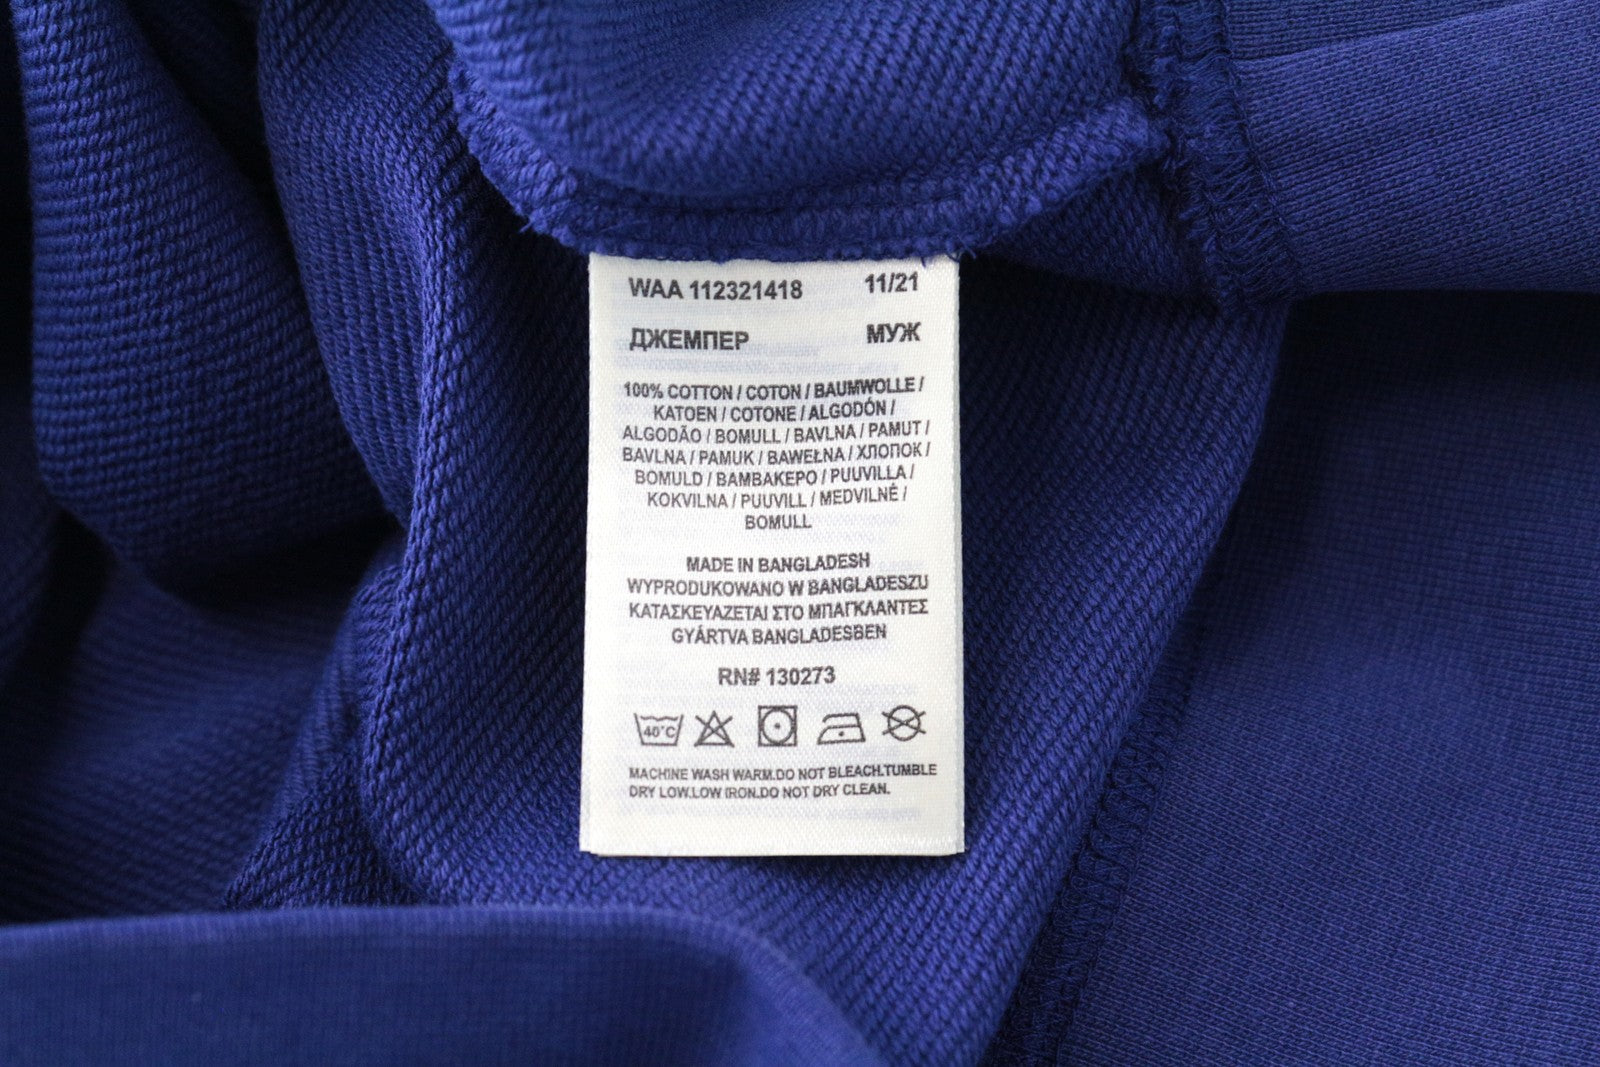 WAA 112321418 11/21
ДЖЕМПЕР МУЖ
100% COTTON / COTON / BAUMWOLLE /
KATOEN / COTONE / ALGODÓN /
ALGODÃO / BOMULL / BAVLNA / PAMUT /
BAVLNA / PAMUK / BAWEŁNA / ХЛОПОК /
BOMULD / ΒΑΜΒΑΚΕΡΟ / PUUVILLA /
KOKVILNA / PUUVILL / MEDVILNĖ /
BOMULL
MADE IN BANGLADESH
WYPRODUKOWANO W BANGLADESZU
ΚΑΤΑΣΚΕΥΑΖΕΤΑΙ ΣΤΟ ΜΠΑΓΚΛΑΝΤΕΣ
GYÁRTVA BANGLADESBEN
RN# 130273
40°C
MACHINE WASH WARM.DO NOT BLEACH.TUMBLE
DRY LOW.LOW IRON.DO NOT DRY CLEAN.